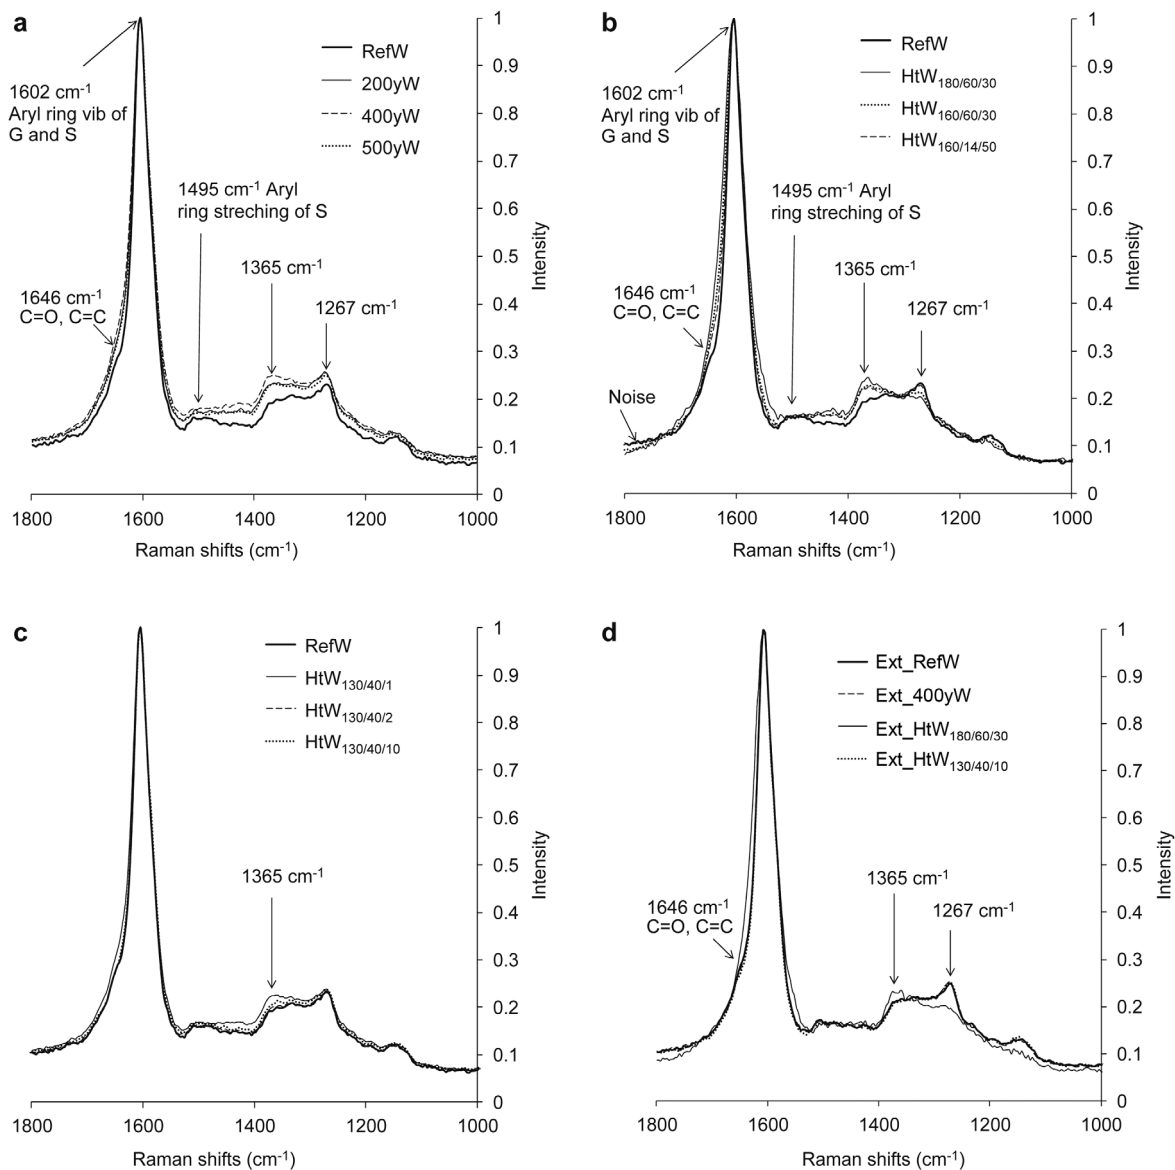 a
1602 cm-1
Aryl ring vib of
G and S
RefW
200yW
400yW
500yW
1495 cm-1 Aryl
ring streching of S
1365 cm-1
1267 cm-1
1646 cm-1
C=O, C=C
1
0.9
0.8
0.7
0.6
0.5
0.4
0.3
0.2
0.1
0
Intensity
1800 1600 1400 1200 1000
Raman shifts (cm-1)
b
1602 cm-1
Aryl ring vib of
G and S
RefW
HtW180/60/30
HtW160/60/30
HtW160/14/50
1495 cm-1 Aryl
ring streching of S
1365 cm-1
1267 cm-1
1646 cm-1
C=O, C=C
Noise
1
0.9
0.8
0.7
0.6
0.5
0.4
0.3
0.2
0.1
0
Intensity
1800 1600 1400 1200 1000
Raman shifts (cm-1)
c
RefW
HtW130/40/1
HtW130/40/2
HtW130/40/10
1365 cm-1
1
0.9
0.8
0.7
0.6
0.5
0.4
0.3
0.2
0.1
0
Intensity
1800 1600 1400 1200 1000
Raman shifts (cm-1)
d
Ext_RefW
Ext_400yW
Ext_HtW180/60/30
Ext_HtW130/40/10
1365 cm-1
1267 cm-1
1646 cm-1
C=O, C=C
1
0.9
0.8
0.7
0.6
0.5
0.4
0.3
0.2
0.1
0
Intensity
1800 1600 1400 1200 1000
Raman shifts (cm-1)